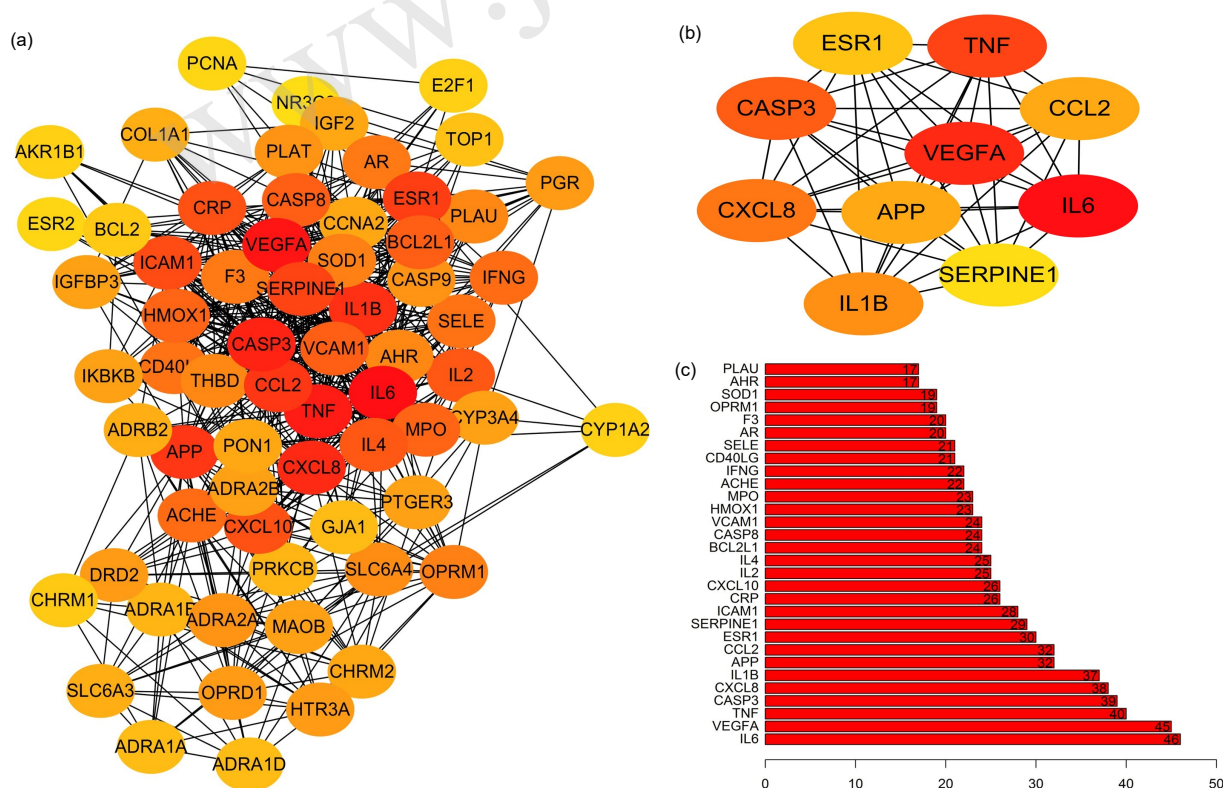 (a)
PCNA
E2F1
NR3C
IGF2
COL1A1
TOP1
AKR1B1
PLAT
AR
PGR
CRP
CASP8
ESR1
ESR2
BCL2
CCNA2
PLAU
VEGFA
BCL2L1
ICAM1
F3
SOD1
IFNG
IGFBP3
SERPINE1
CASP9
HMOX1
IL1B
SELE
CASP3
VCAM1
AHR
IKBKB
CD40L
THBD
CCL2
IL2
IL6
TNF
ADRB2
CYP3A4
MPO
CYP1A2
APP
PON1
IL4
CXCL8
ADRA2B
PTGER3
ACHE
CXCL10
GJA1
DRD2
PRKCB
SLC6A4
OPRM1
CHRM1
ADRA1B
ADRA2A
MAOB
CHRM2
SLC6A3
OPRD1
HTR3A
ADRA1A
ADRA1D
(b)
ESR1
TNF
CASP3
CCL2
VEGFA
CXCL8
APP
IL6
SERPINE1
IL1B
(c)
PLAU 17
AHR 17
SOD1 19
OPRM1 19
F3 20
AR 20
SELE 21
CD40LG 21
IFNG 22
ACHE 22
MPO 23
HMOX1 23
VCAM1 24
CASP8 24
BCL2L1 24
IL4 25
IL2 25
CXCL10 26
CRP 26
ICAM1 28
SERPINE1 29
ESR1 30
CCL2 32
APP 32
IL1B 37
CXCL8 38
CASP3 39
TNF 40
VEGFA 45
IL6 46
0 10 20 30 40 50
www.j